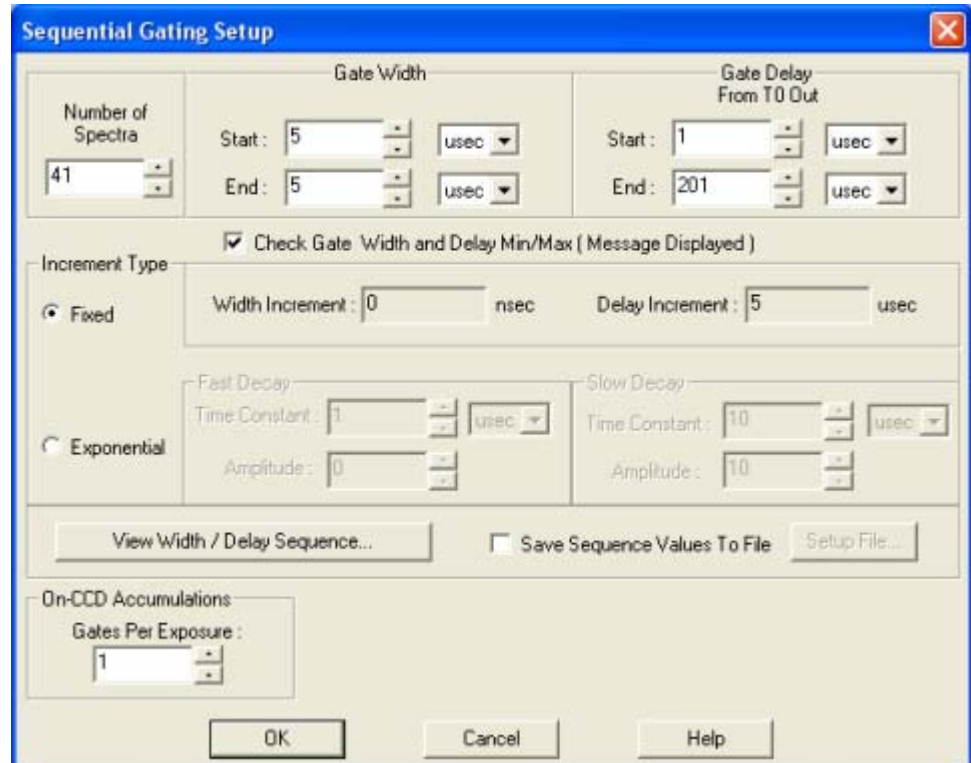 Sequential Gating Setup
Gate Width
Gate Delay
From T0 Out
Number of
Spectra
41
Start : 5 usec
End : 5 usec
Start : 1 usec
End : 201 usec
Check Gate Width and Delay Min/Max ( Message Displayed )
Increment Type
Fixed
Width Increment : 0 nsec
Delay Increment : 5 usec
Exponential
Fast Decay
Time Constant : 1 usec
Amplitude : 0
Slow Decay
Time Constant : 10 usec
Amplitude : 10
View Width / Delay Sequence...
Save Sequence Values To File
Setup File...
On-CCD Accumulations
Gates Per Exposure :
1
OK
Cancel
Help